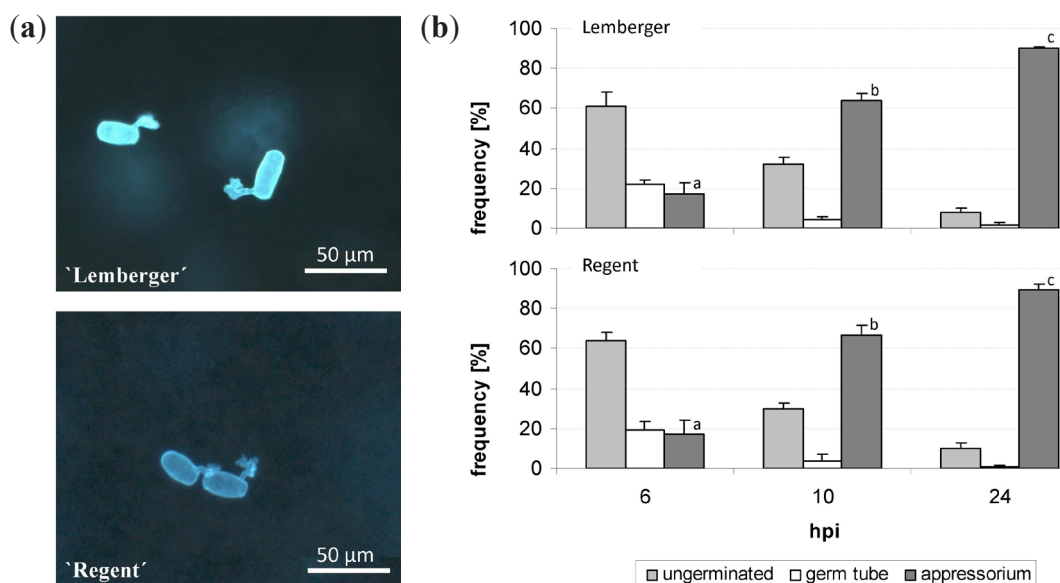 (a)
50 µm
`Lemberger´
50 µm
`Regent´
(b)
Lemberger
frequency [%]
100
80
60
40
20
0
a
b
c
Regent
frequency [%]
100
80
60
40
20
0
a
b
c
6 10 24
hpi
ungerminated germ tube appressorium